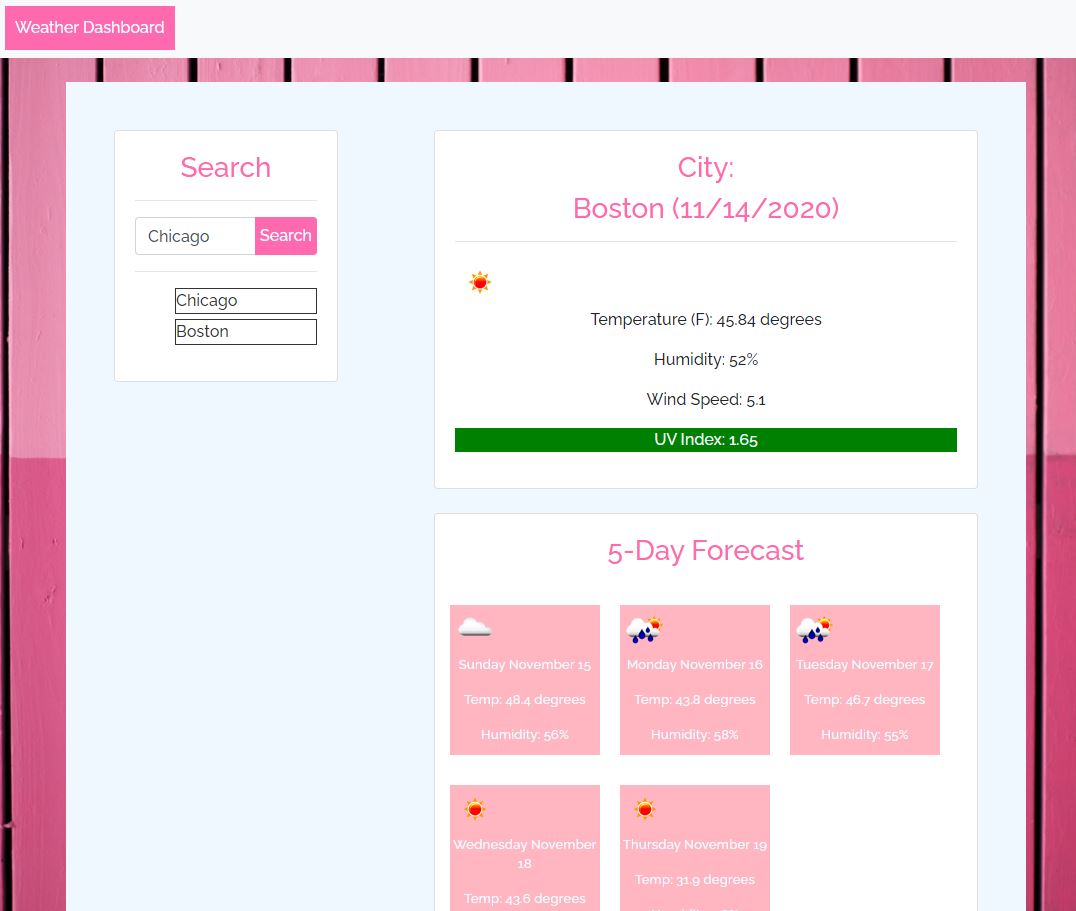 Weather Dashboard
Search
Chicago
Search
Chicago
Boston
City:
Boston (11/14/2020)
Temperature (F): 45.84 degrees
Humidity: 52%
Wind Speed: 5.1
UV Index: 1.65
5-Day Forecast
Sunday November 15
Temp: 48.4 degrees
Humidity: 56%
Monday November 16
Temp: 43.8 degrees
Humidity: 58%
Tuesday November 17
Temp: 46.7 degrees
Humidity: 55%
Wednesday November
18
Temp: 43.6 degrees
Thursday November 19
Temp: 31.9 degrees